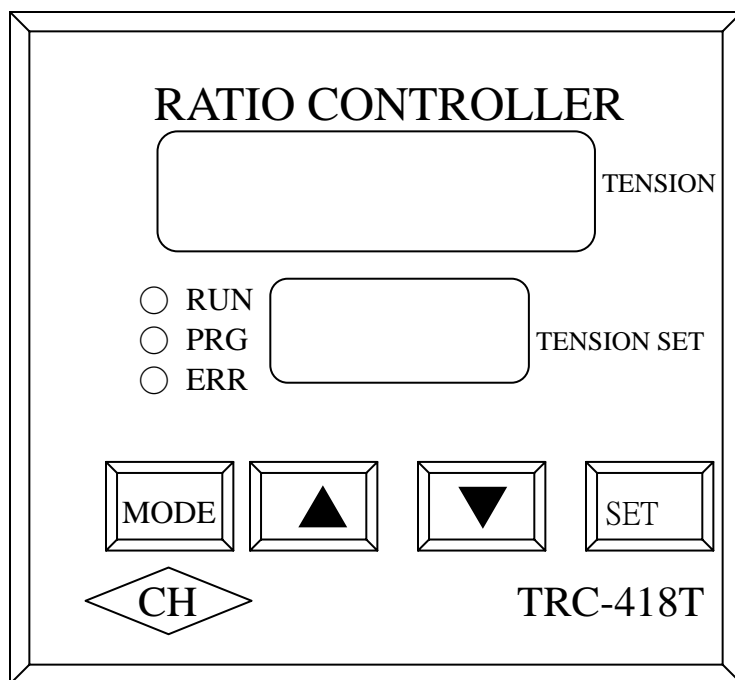 RATIO CONTROLLER
TENSION
RUN
PRG
TENSION SET
ERR
MODE ▲ ▼ SET
CH TRC-418T